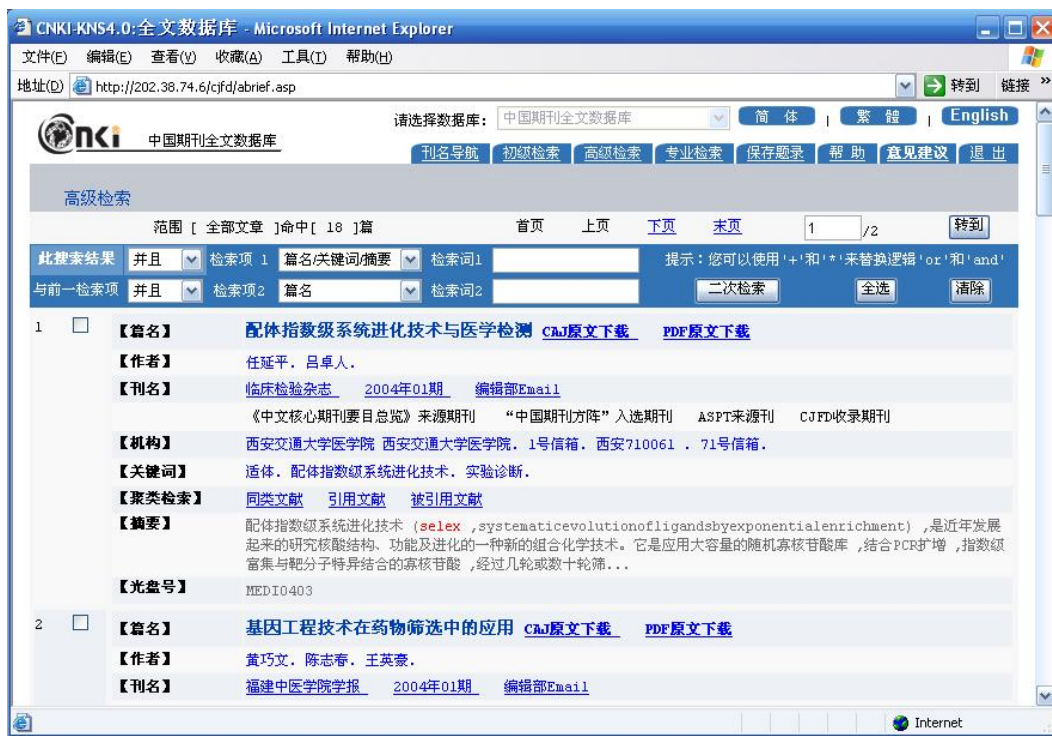 CNKI-KNS4.0:全文数据库 - Microsoft Internet Explorer
文件(F) 编辑(E) 查看(V) 收藏(A) 工具(T) 帮助(H)
地址(D) http://202.38.74.6/cjfd/abrief.asp 转到 链接 »
cnki 中国期刊全文数据库 请选择数据库: 中国期刊全文数据库 简 体 | 繁 體 | English
刊名导航 初级检索 高级检索 专业检索 保存题录 帮 助 意见建议 退 出
高级检索
范围 [ 全部文章 ]命中[ 18 ]篇 首页 上页 下页 末页 1 /2 转到
此搜索结果 并且 检索项 1 篇名/关键词/摘要 检索词1 提示:您可以使用'+'和'*'来替换逻辑'or'和'and'
与前一检索项 并且 检索项2 篇名 检索词2 二次检索 全选 清除
1 【篇名】 配体指数级系统进化技术与医学检测 CAJ原文下载 PDF原文下载
【作者】 任延平. 吕卓人.
【刊名】 临床检验杂志 2004年01期 编辑部Email
《中文核心期刊要目总览》来源期刊 “中国期刊方阵”入选期刊 ASPT来源刊 CJFD收录期刊
【机构】 西安交通大学医学院 西安交通大学医学院. 1号信箱. 西安710061 . 71号信箱.
【关键词】 适体. 配体指数级系统进化技术. 实验诊断.
【聚类检索】 同类文献 引用文献 被引用文献
【摘要】 配体指数级系统进化技术 (selex ,systematicevolutionofligandsbyexponentialenrichment) ,是近年发展
起来的研究核酸结构、功能及进化的一种新的组合化学技术。它是应用大容量的随机寡核苷酸库 ,结合PCR扩增 ,指数级
富集与靶分子特异结合的寡核苷酸 ,经过几轮或数十轮筛...
【光盘号】 MEDI0403
2 【篇名】 基因工程技术在药物筛选中的应用 CAJ原文下载 PDF原文下载
【作者】 黄巧文. 陈志春. 王英豪.
【刊名】 福建中医学院学报 2004年01期 编辑部Email
Internet